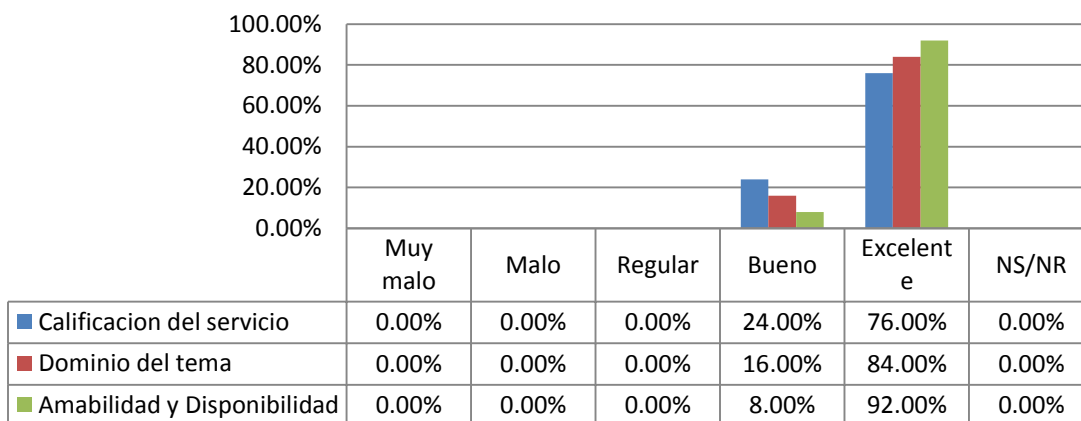 100.00%
80.00%
60.00%
40.00%
20.00%
0.00%
Muy malo Malo Regular Bueno Excelente NS/NR
Calificacion del servicio 0.00% 0.00% 0.00% 24.00% 76.00% 0.00%
Dominio del tema 0.00% 0.00% 0.00% 16.00% 84.00% 0.00%
Amabilidad y Disponibilidad 0.00% 0.00% 0.00% 8.00% 92.00% 0.00%